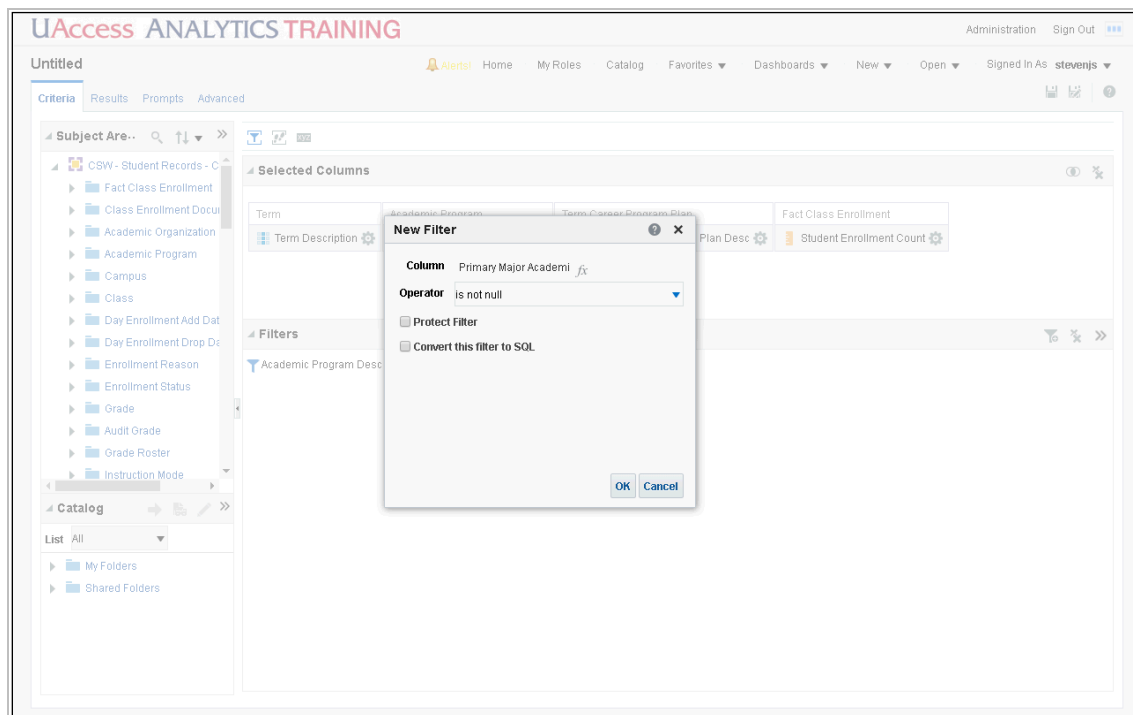 UAccess ANALYTICS TRAINING
Administration Sign Out
Untitled
Alerts! Home My Roles Catalog Favorites Dashboards New Open Signed In As stevenjs
Criteria Results Prompts Advanced
Subject Are..
CSW - Student Records - C
Fact Class Enrollment
Class Enrollment Docu
Academic Organization
Academic Program
Campus
Class
Day Enrollment Add Dat
Day Enrollment Drop Da
Enrollment Reason
Enrollment Status
Grade
Audit Grade
Grade Roster
Instruction Mode
Catalog
List All
My Folders
Shared Folders
Selected Columns
Term Academic Program Term Career Program Plan Fact Class Enrollment
Term Description Plan Desc Student Enrollment Count
Filters
Academic Program Desc
New Filter
Column Primary Major Academi fx
Operator is not null
Protect Filter
Convert this filter to SQL
OK Cancel